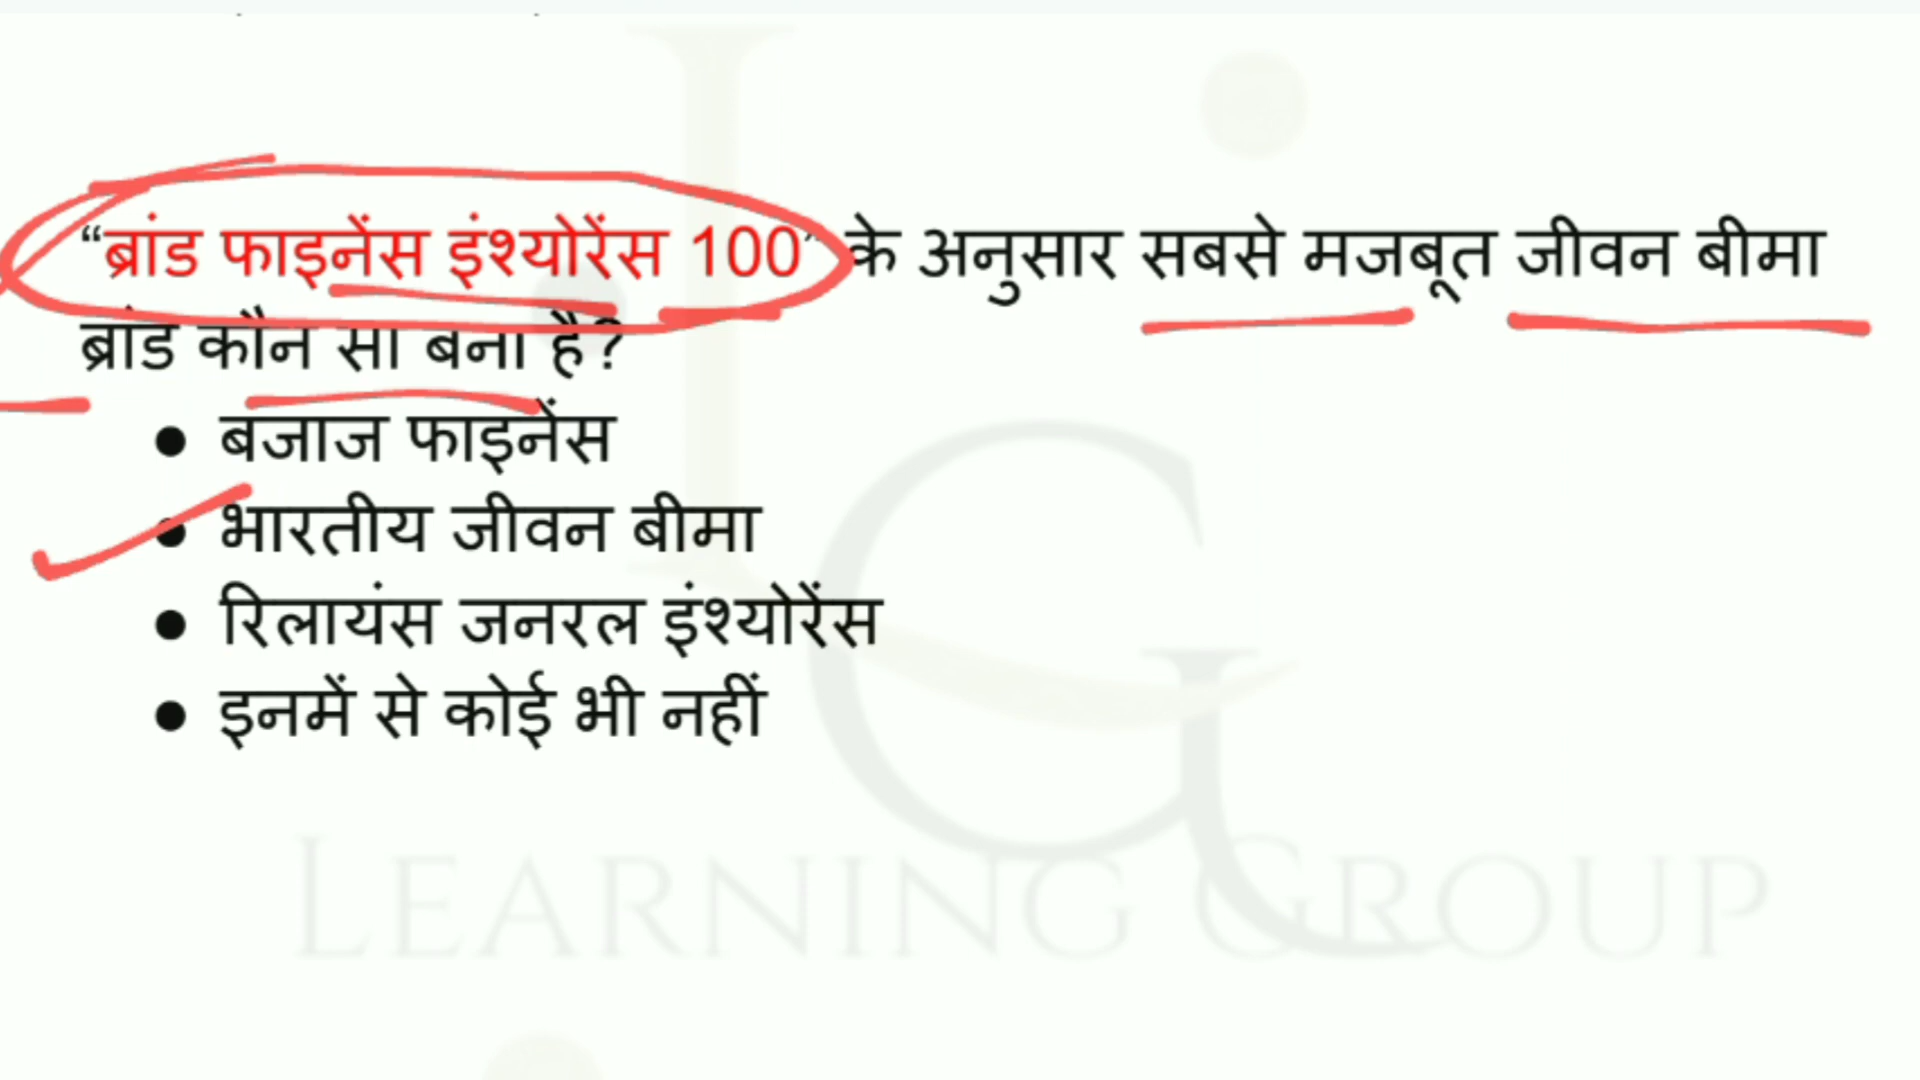 “ब्रांड फाइनेंस इंश्योरेंस 100” के अनुसार सबसे मजबूत जीवन बीमा
ब्रांड कौन सा बना है?
● बजाज फाइनेंस
● भारतीय जीवन बीमा
● रिलायंस जनरल इंश्योरेंस
● इनमें से कोई भी नहीं
LEARNING GROUP